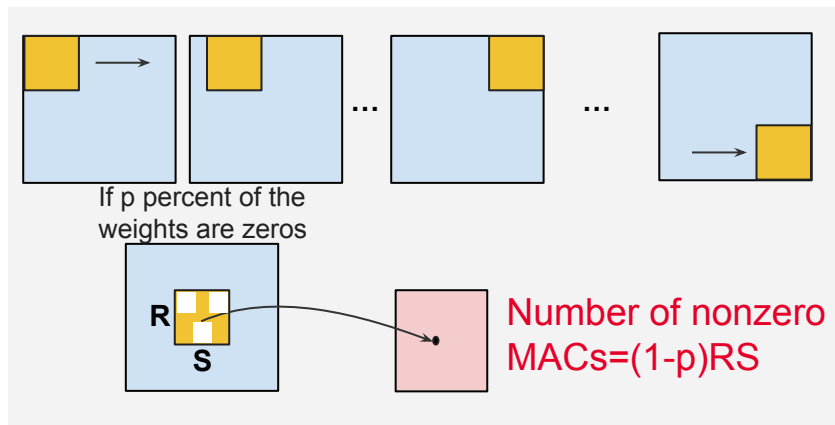 ... ...
If p percent of the
weights are zeros
R
S
Number of nonzero
MACs=(1-p)RS